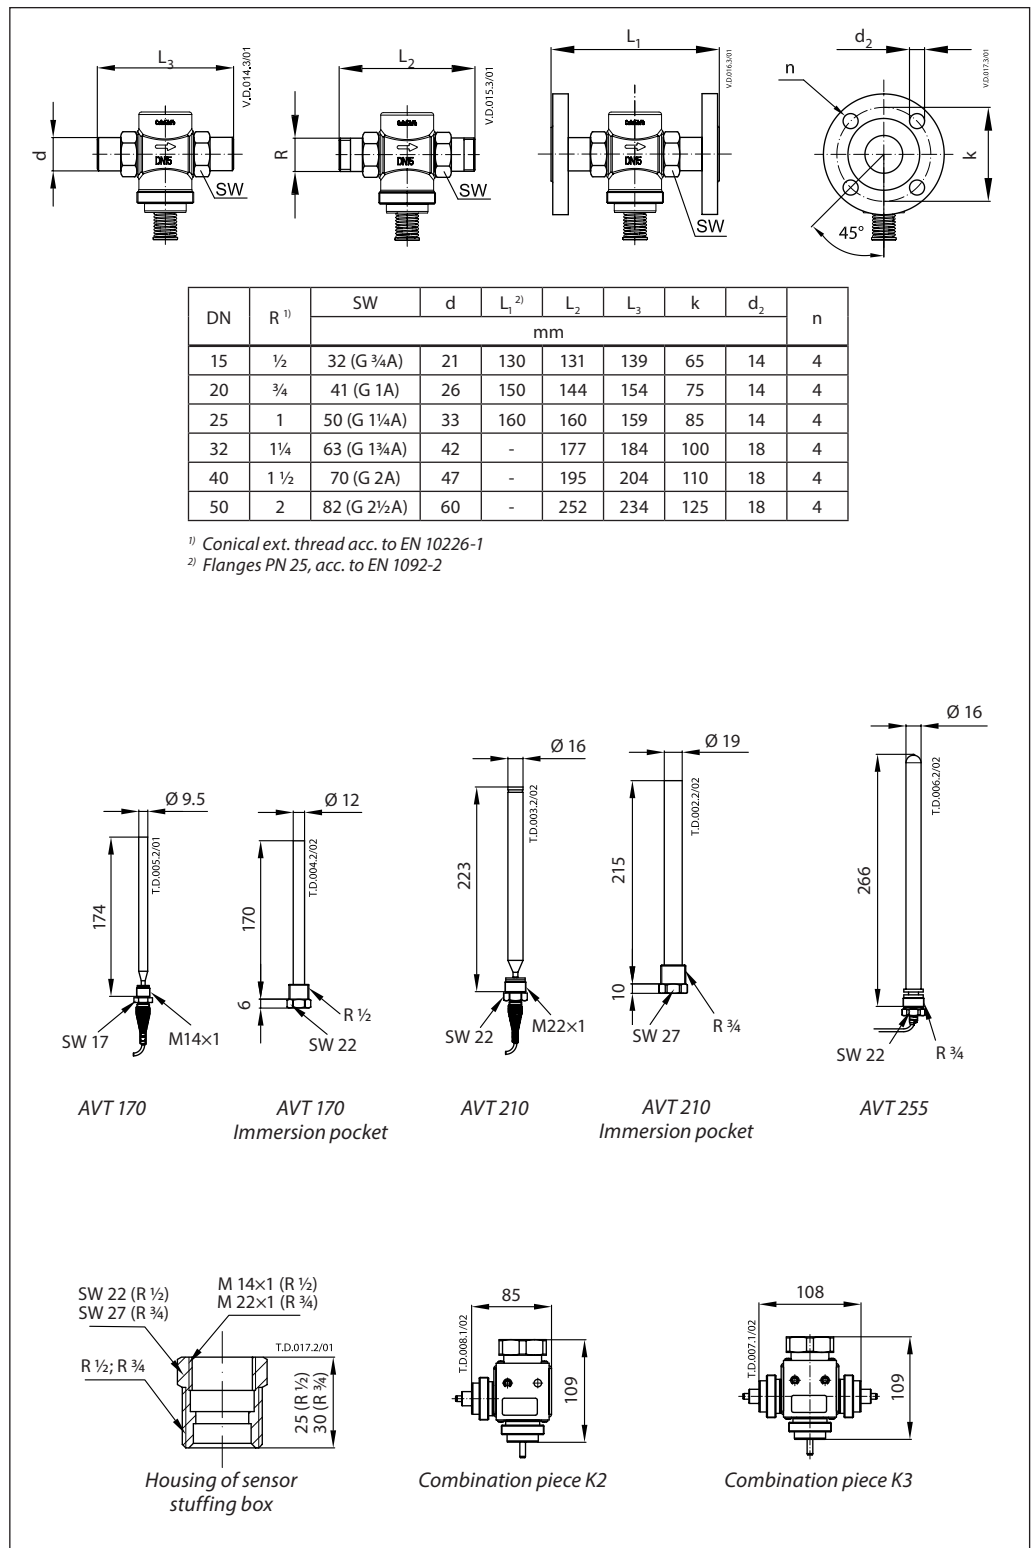 L3
V.D.014.3/01
d
DN15
SW
L2
V.D.015.3/01
R
DN15
SW
L1
V.D.016.3/01
DN15
SW
d2
V.D.017.3/01
n
k
45°
DN R 1) SW d L1 2) L2 L3 k d2 n
mm
15 ½ 32 (G ¾A) 21 130 131 139 65 14 4
20 ¾ 41 (G 1A) 26 150 144 154 75 14 4
25 1 50 (G 1¼A) 33 160 160 159 85 14 4
32 1¼ 63 (G 1¾A) 42 - 177 184 100 18 4
40 1 ½ 70 (G 2A) 47 - 195 204 110 18 4
50 2 82 (G 2½A) 60 - 252 234 125 18 4
1) Conical ext. thread acc. to EN 10226-1
2) Flanges PN 25, acc. to EN 1092-2
Ø 9.5
T.D.005.2/01
174
SW 17
M14×1
AVT 170
Ø 12
T.D.004.2/02
170
6
R ½
SW 22
AVT 170
Immersion pocket
Ø 16
T.D.003.2/02
223
SW 22
M22×1
AVT 210
Ø 19
T.D.002.2/02
215
10
SW 27
R ¾
AVT 210
Immersion pocket
Ø 16
T.D.006.2/02
266
SW 22
R ¾
AVT 255
SW 22 (R ½)
SW 27 (R ¾)
M 14×1 (R ½)
M 22×1 (R ¾)
T.D.017.2/01
R ½; R ¾
25 (R ½)
30 (R ¾)
Housing of sensor
stuffing box
85
T.D.008.1/02
109
Combination piece K2
108
T.D.007.1/02
109
Combination piece K3